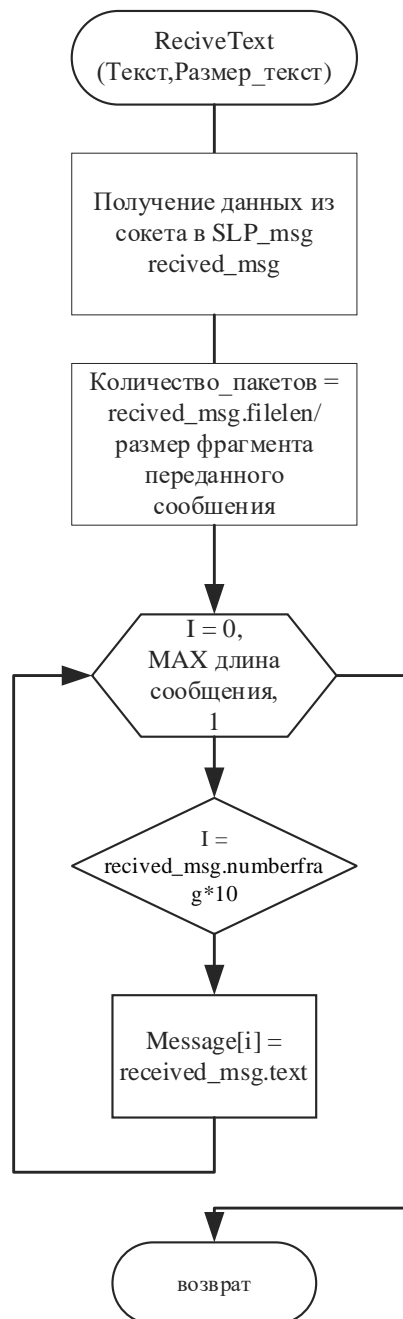 ReciveText
(Текст,Размер_текст)
Получение данных из
сокета в SLP_msg
recived_msg
Количество_пакетов =
recived_msg.filelen/
размер фрагмента
переданного
сообшения
I = 0,
MAX длина
сообщения,
1
I =
recived_msg.numberfra
g*10
Message[i] =
received_msg.text
возврат